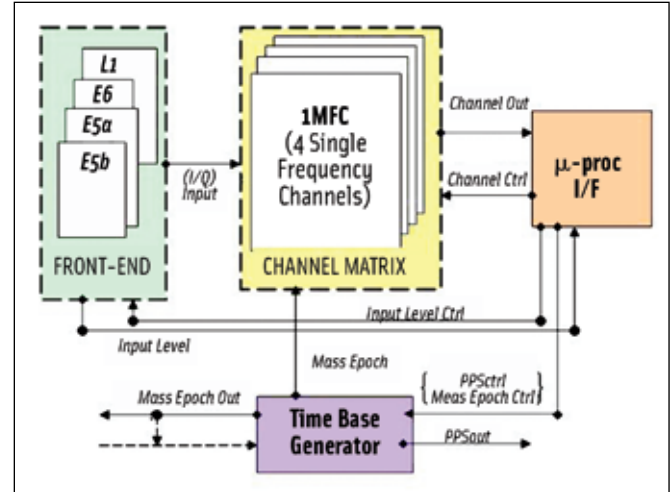 L1
E6
E5a
E5b
FRONT-END
(I/Q)
Input
1MFC
(4 Single
Frequency
Channels)
CHANNEL MATRIX
Channel Out
Channel Ctrl
μ-proc
I/F
Input Level Ctrl
Input Level
Mass Epoch
Mass Epoch Out
PPSctrl
Meas Epoch Ctrl
Time Base
Generator
PPSout